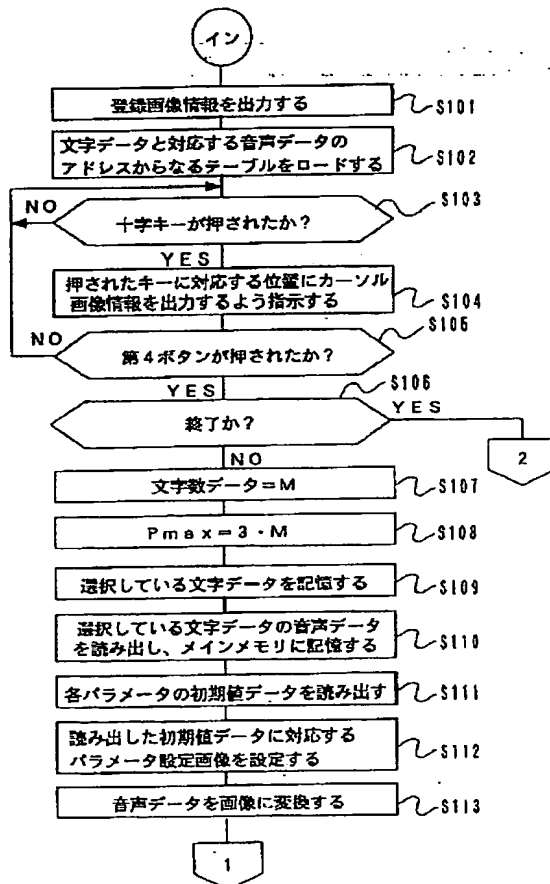 イン
登録画像情報を出力する
S101
文字データと対応する音声データの
アドレスからなるテーブルをロードする
S102
NO
十字キーが押されたか？
S103
YES
押されたキーに対応する位置にカーソル
画像情報を出力するよう指示する
S104
NO
第４ボタンが押されたか？
S105
YES
終了か？
S106
YES
2
NO
文字数データ＝Ｍ
S107
Ｐｍａｘ＝３・Ｍ
S108
選択している文字データを記憶する
S109
選択している文字データの音声データ
を読み出し、メインメモリに記憶する
S110
各パラメータの初期値データを読み出す
S111
読み出した初期値データに対応する
パラメータ設定画像を設定する
S112
音声データを画像に変換する
S113
1